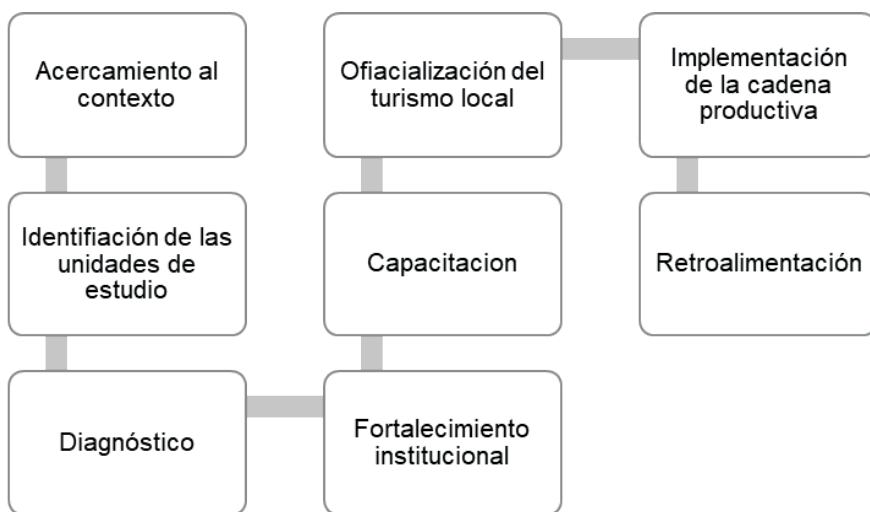 Acercamiento al
contexto
Identifiación de las
unidades de
estudio
Diagnóstico
Fortalecimiento
institucional
Capacitacion
Ofiacialización del
turismo local
Implementación
de la cadena
productiva
Retroalimentación